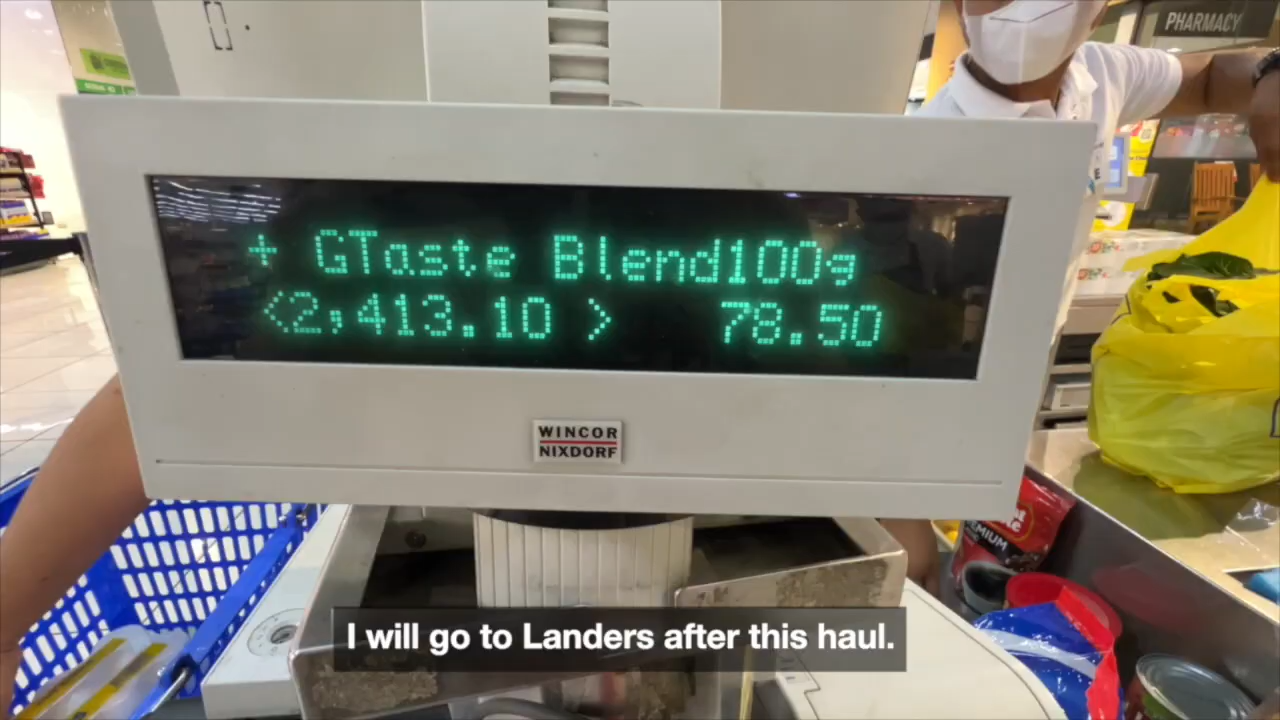 PHARMACY
+ GTaste Blend100g
<2,413.10 > 78.50
WINCOR
NIXDORF
I will go to Landers after this haul.